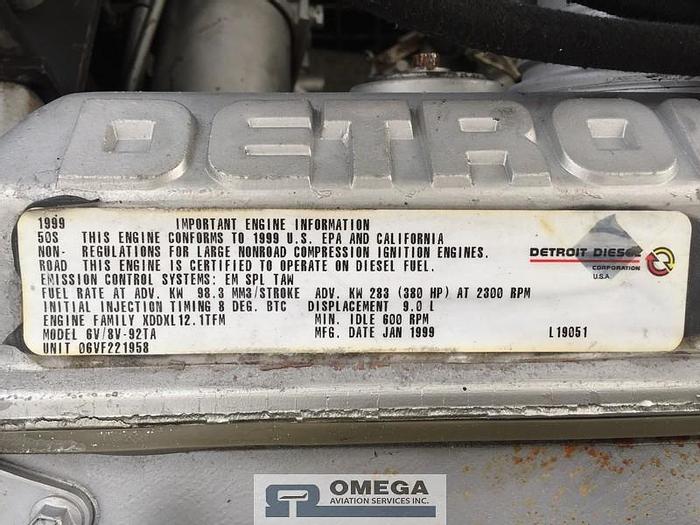 DETRO
1999 IMPORTANT ENGINE INFORMATION
50S THIS ENGINE CONFORMS TO 1999 U.S. EPA AND CALIFORNIA
NON- REGULATIONS FOR LARGE NONROAD COMPRESSION IGNITION ENGINES.
ROAD THIS ENGINE IS CERTIFIED TO OPERATE ON DIESEL FUEL.
EMISSION CONTROL SYSTEMS: EM SPL TAW
FUEL RATE AT ADV. KW 98.3 MM3/STROKE ADV. KW 283 (380 HP) AT 2300 RPM
INITIAL INJECTION TIMING 8 DEG. BTC DISPLACEMENT 9.0 L
ENGINE FAMILY XDDXL12.1TFM MIN. IDLE 600 RPM
MODEL 6V/8V-92TA MFG. DATE JAN 1999 L19051
UNIT 06VF221958
DETROIT DIESEL
CORPORATION
U.S.A.
OMEGA
AVIATION SERVICES INC.